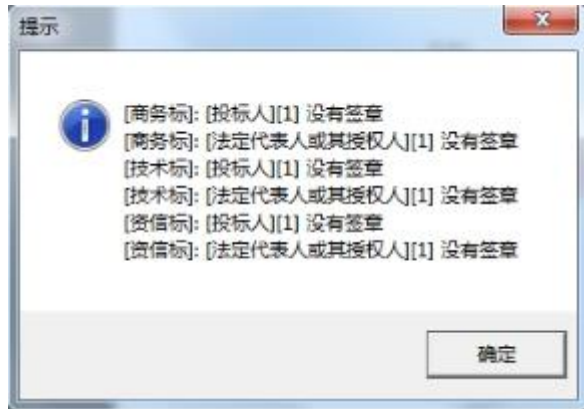 提示
[商务标]: [投标人][1] 没有签章
[商务标]: [法定代表人或其授权人][1] 没有签章
[技术标]: [投标人][1] 没有签章
[技术标]: [法定代表人或其授权人][1] 没有签章
[资信标]: [投标人][1] 没有签章
[资信标]: [法定代表人或其授权人][1] 没有签章
确定